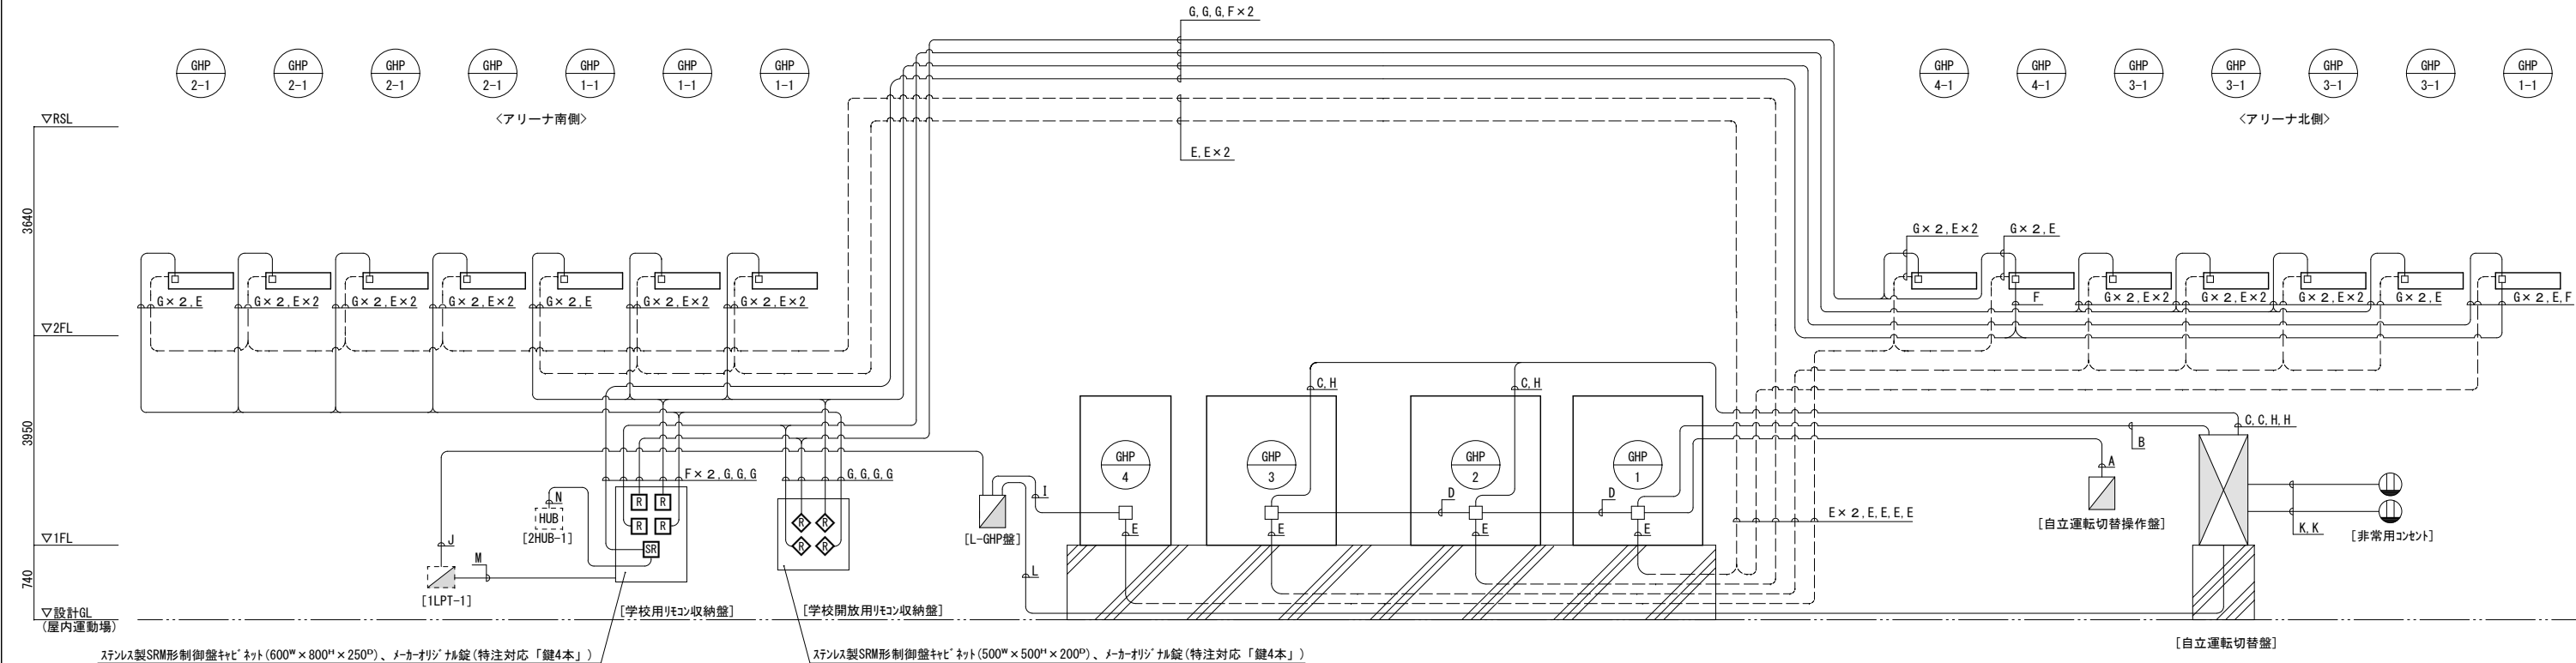 G, G, G, F×2
GHP
2-1
GHP
2-1
GHP
2-1
GHP
2-1
GHP
1-1
GHP
1-1
GHP
1-1
GHP
4-1
GHP
4-1
GHP
3-1
GHP
3-1
GHP
3-1
GHP
3-1
GHP
1-1
▽RSL
<アリーナ南側>
<アリーナ北側>
E, E×2
3640
G×2, E×2
G×2, E
G×2, E
G×2, E×2
G×2, E×2
G×2, E×2
G×2, E
G×2, E×2
G×2, E×2
F
G×2, E×2
G×2, E×2
G×2, E×2
G×2, E
G×2, E, F
▽2FL
C, H
C, H
3950
C, C, H, H
B
A
GHP
4
GHP
3
GHP
2
GHP
1
F×2, G, G, G
G, G, G, G
I
D
D
N
R
R
R
R
R
R
R
R
SR
HUB
[2HUB-1]
[L-GHP盤]
E
E
E
E
E×2, E, E, E, E
[自立運転切替操作盤]
K, K
[非常用コンセント]
▽1FL
J
M
L
740
[1LPT-1]
[学校用リモコン収納盤]
[学校開放用リモコン収納盤]
▽設計GL
(屋内運動場)
[自立運転切替盤]
ステンレス製SRM形制御盤キャビネット(600W×800H×250D)、メーカーオリジナル錠(特注対応「鍵4本」)
ステンレス製SRM形制御盤キャビネット(500W×500H×200D)、メーカーオリジナル錠(特注対応「鍵4本」)